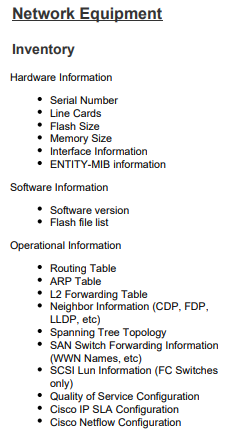 Network Equipment
Inventory
Hardware Information
• Serial Number
• Line Cards
• Flash Size
• Memory Size
• Interface Information
• ENTITY-MIB information
Software Information
• Software version
• Flash file list
Operational Information
• Routing Table
• ARP Table
• L2 Forwarding Table
• Neighbor Information (CDP, FDP,
LLDP, etc)
• Spanning Tree Topology
• SAN Switch Forwarding Information
(WWN Names, etc)
• SCSI Lun Information (FC Switches
only)
• Quality of Service Configuration
• Cisco IP SLA Configuration
• Cisco Netflow Configuration